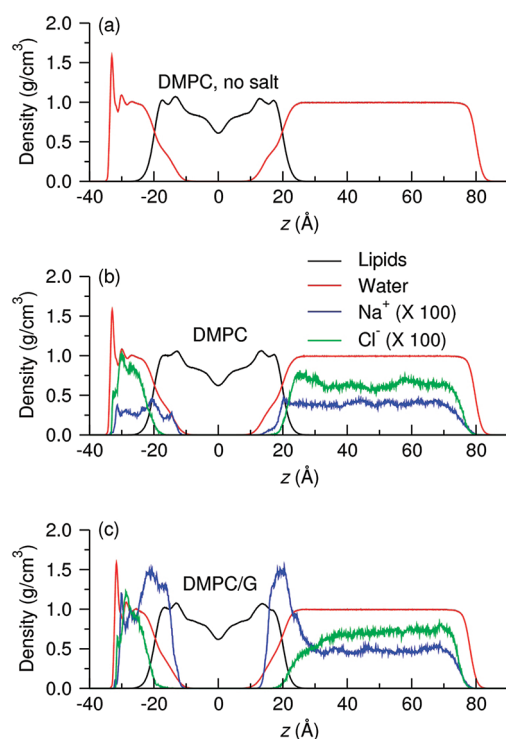 (a)
2.0
1.5
1.0
0.5
0.0
Density (g/cm³)
DMPC, no salt
-40 -20 0 20 40 60 80
z (Å)
(b)
2.0
1.5
1.0
0.5
0.0
Density (g/cm³)
DMPC
Lipids
Water
Na⁺ (X 100)
Cl⁻ (X 100)
-40 -20 0 20 40 60 80
z (Å)
(c)
2.0
1.5
1.0
0.5
0.0
Density (g/cm³)
DMPC/G
-40 -20 0 20 40 60 80
z (Å)